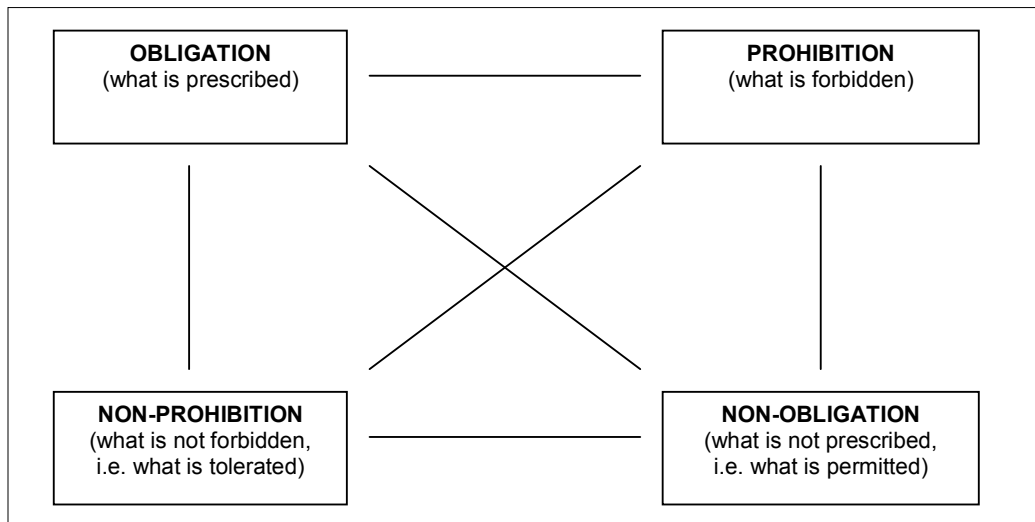 OBLIGATION
(what is prescribed)
PROHIBITION
(what is forbidden)
NON-PROHIBITION
(what is not forbidden,
i.e. what is tolerated)
NON-OBLIGATION
(what is not prescribed,
i.e. what is permitted)